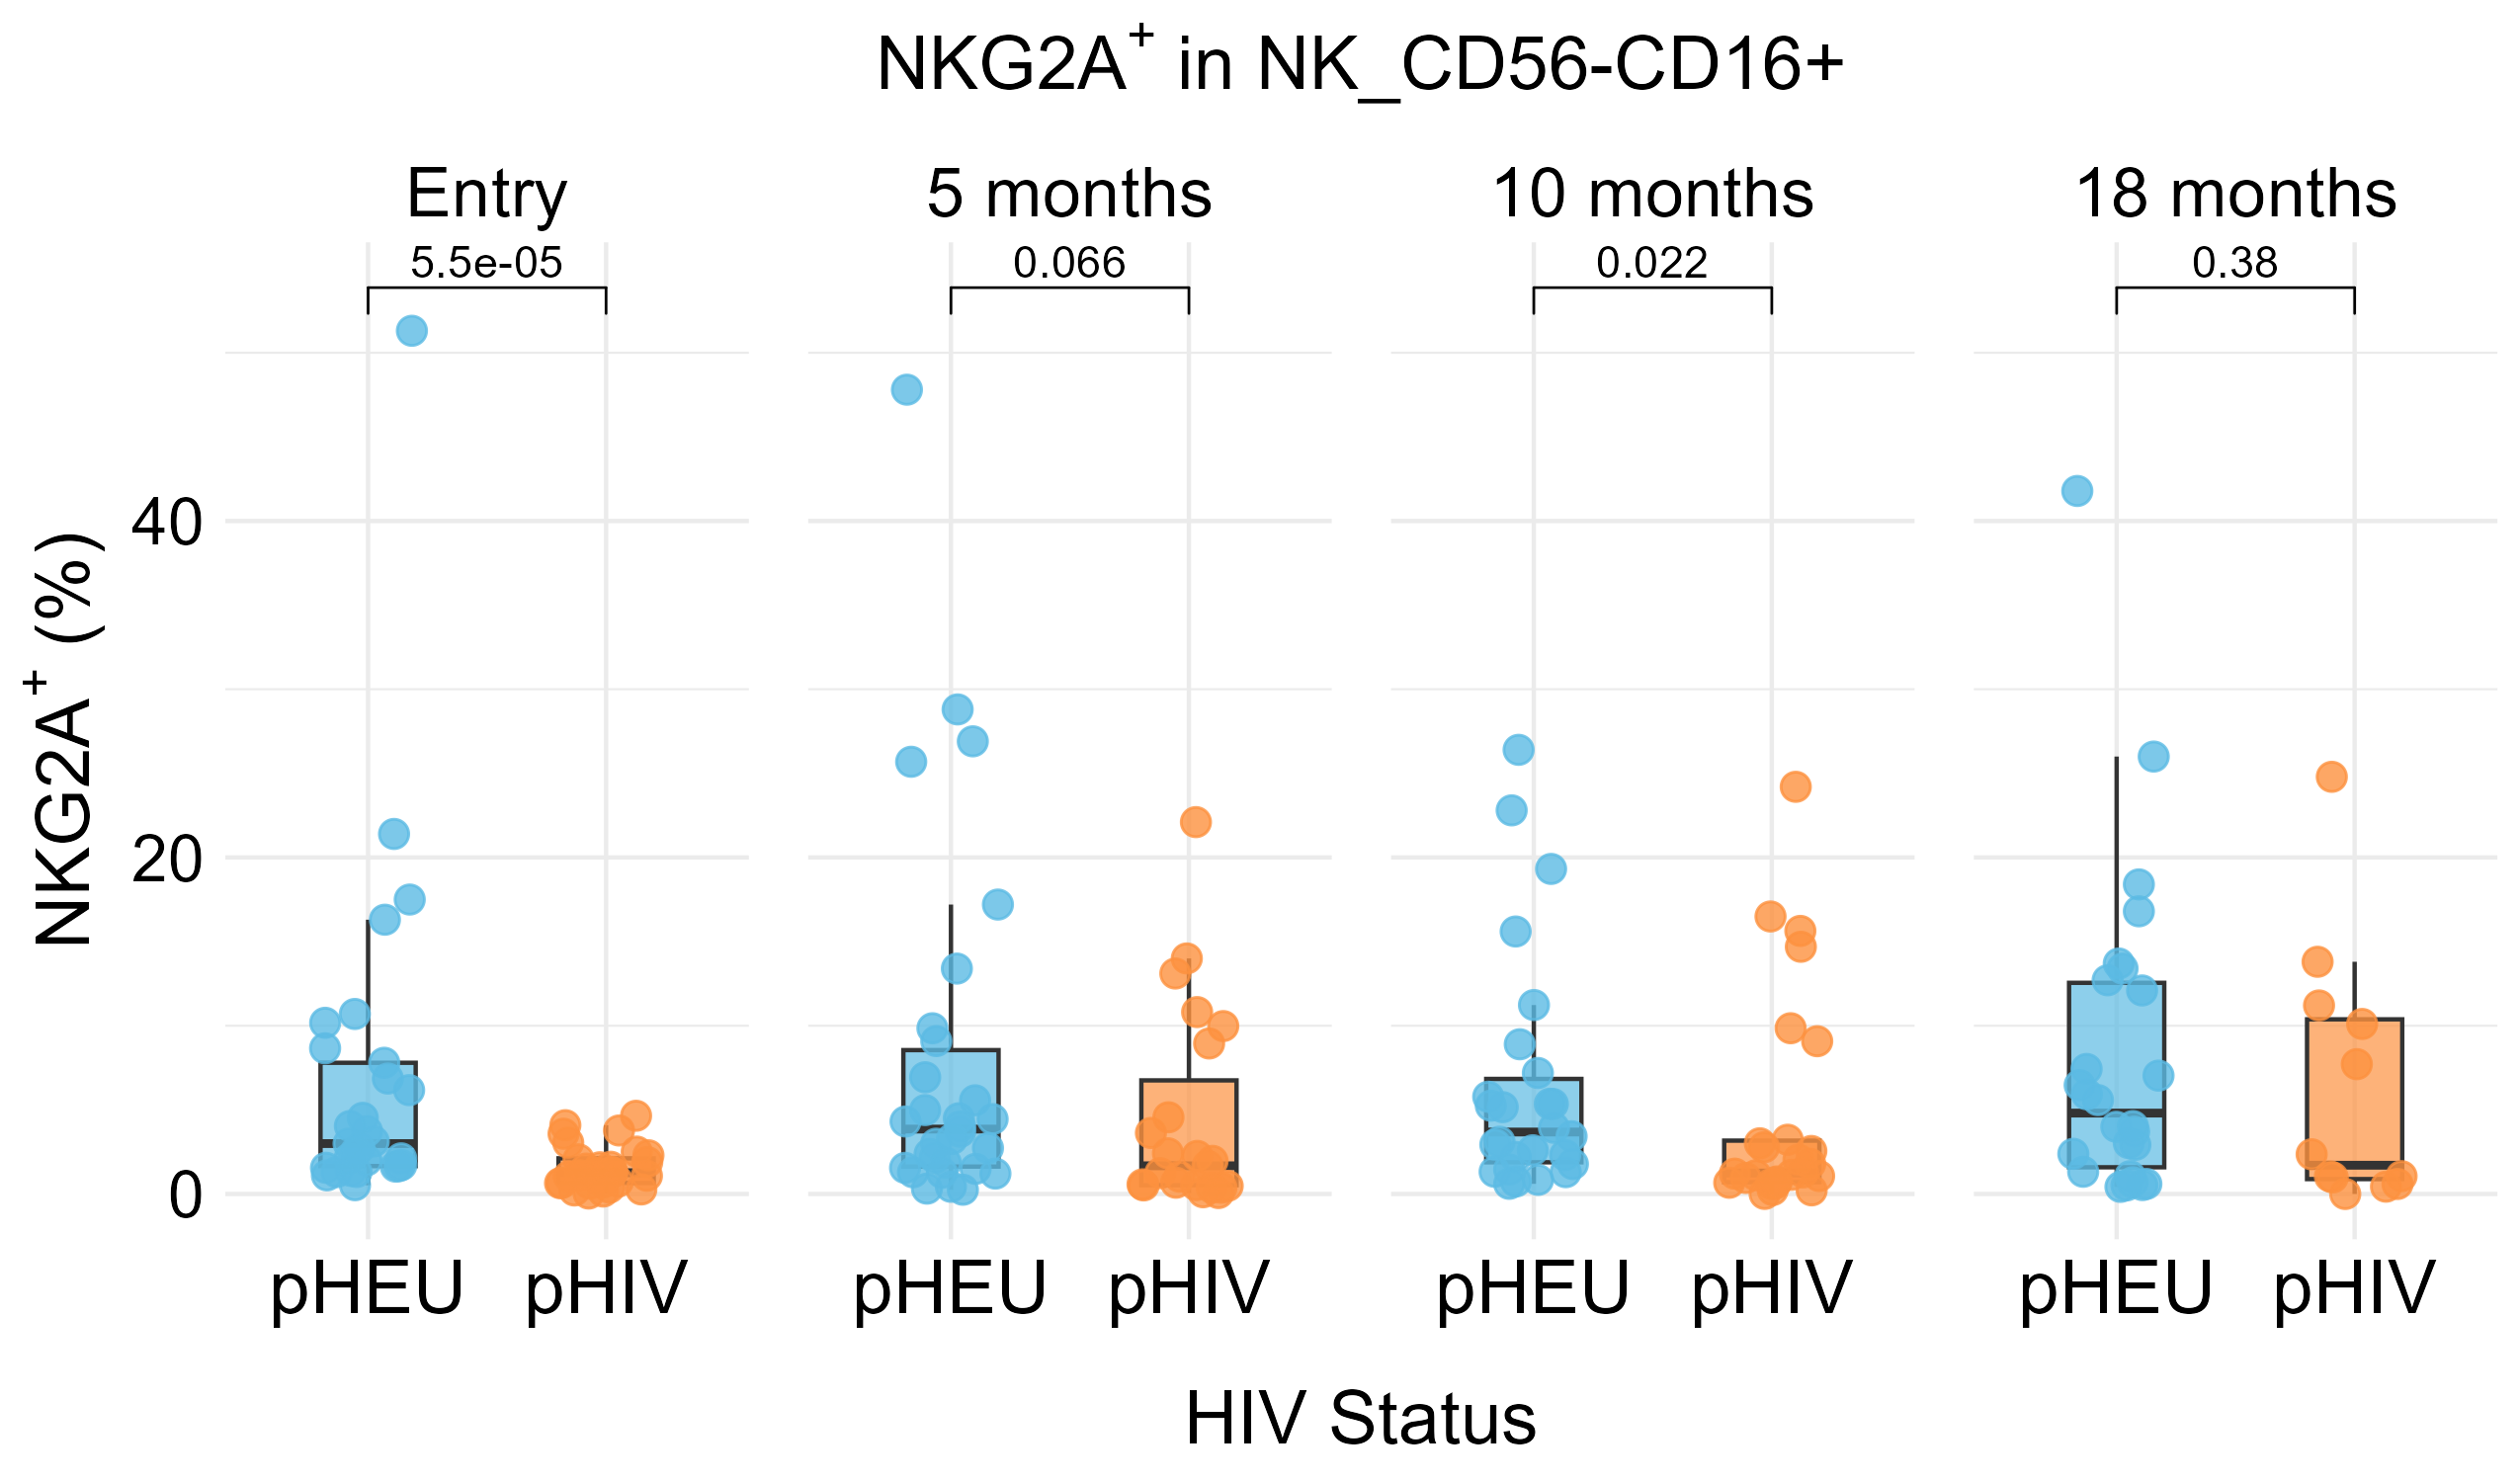 NKG2A+ in NK_CD56-CD16+
Entry 5 months 10 months 18 months
5.5e-05 0.066 0.022 0.38
NKG2A+ (%)
40
20
0
pHEU pHIV pHEU pHIV pHEU pHIV pHEU pHIV
HIV Status